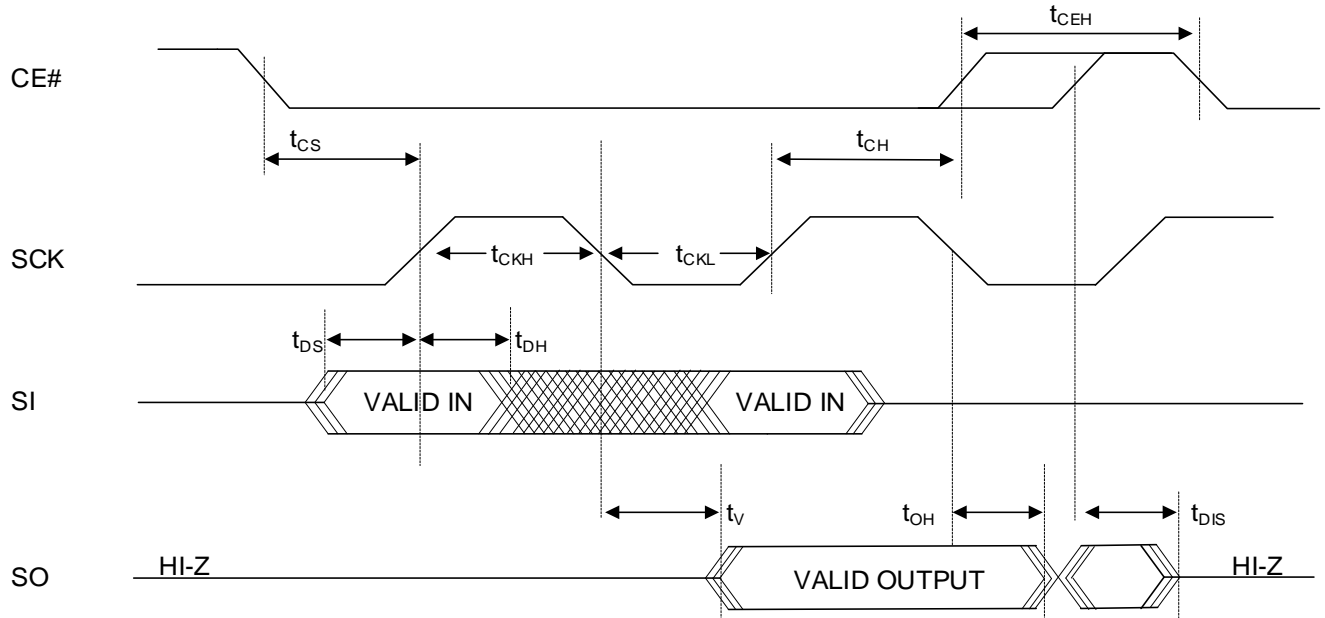 tCEH
CE#
tCS
tCH
SCK
tCKH
tCKL
tDS
tDH
SI
VALID IN
VALID IN
tV
tOH
tDIS
SO
HI-Z
VALID OUTPUT
HI-Z